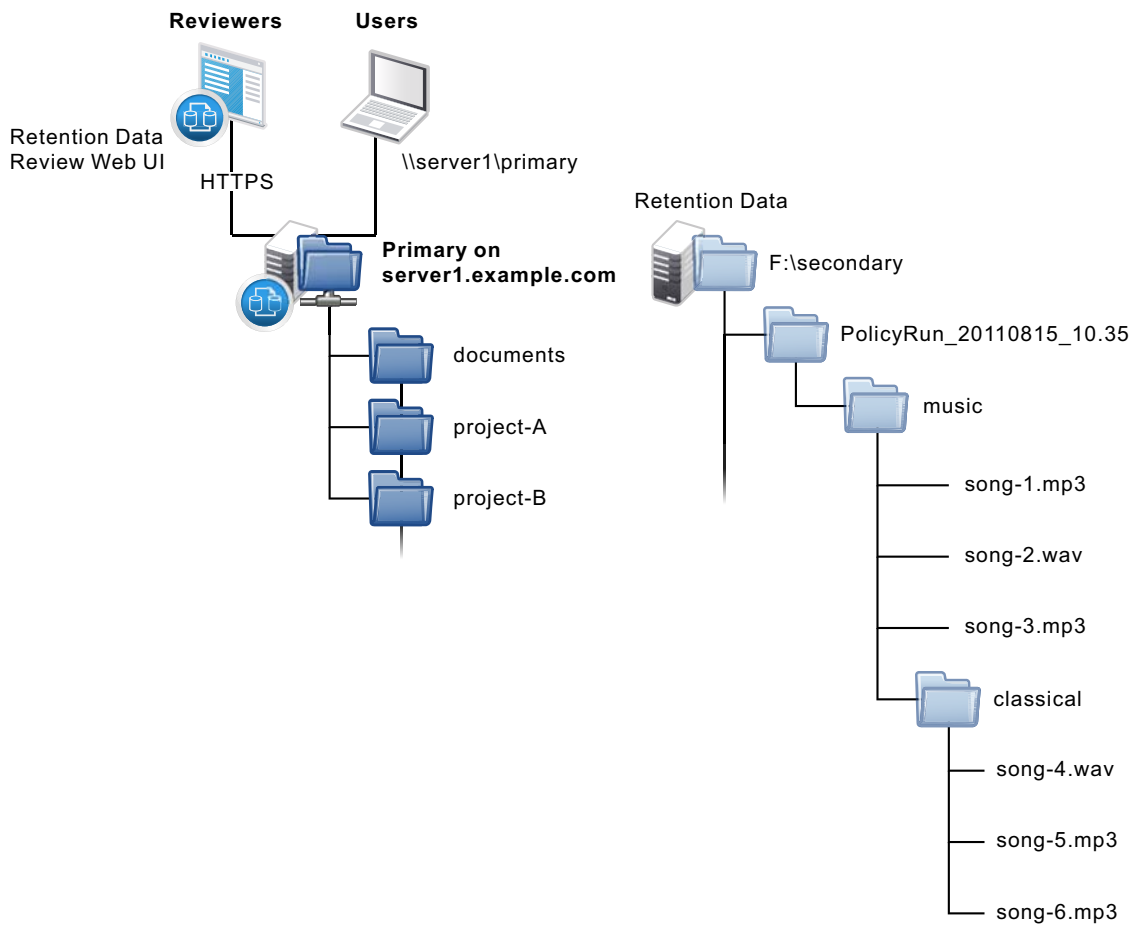 Reviewers
Users
Retention Data
Review Web UI
HTTPS
\\server1\primary
Primary on
server1.example.com
documents
project-A
project-B
Retention Data
F:\secondary
PolicyRun_20110815_10.35
music
song-1.mp3
song-2.wav
song-3.mp3
classical
song-4.wav
song-5.mp3
song-6.mp3